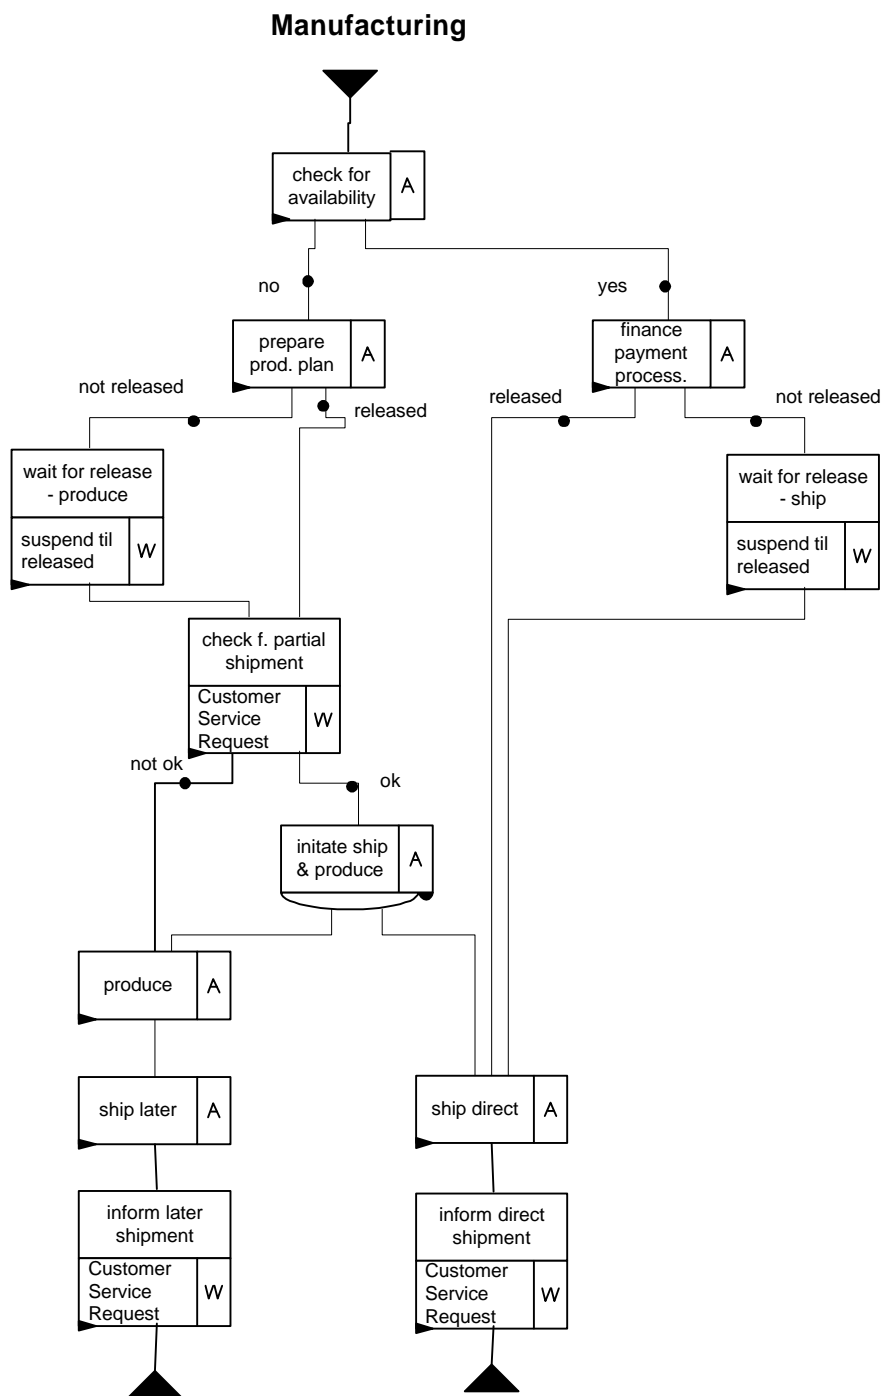 Manufacturing
check for
availability
A
no
yes
prepare
prod. plan
A
finance
payment
process.
A
not released
released
released
not released
wait for release
- produce
suspend til
released
W
wait for release
- ship
suspend til
released
W
check f. partial
shipment
Customer
Service
Request
W
not ok
ok
initate ship
& produce
A
produce
A
ship later
A
ship direct
A
inform later
shipment
Customer
Service
Request
W
inform direct
shipment
Customer
Service
Request
W